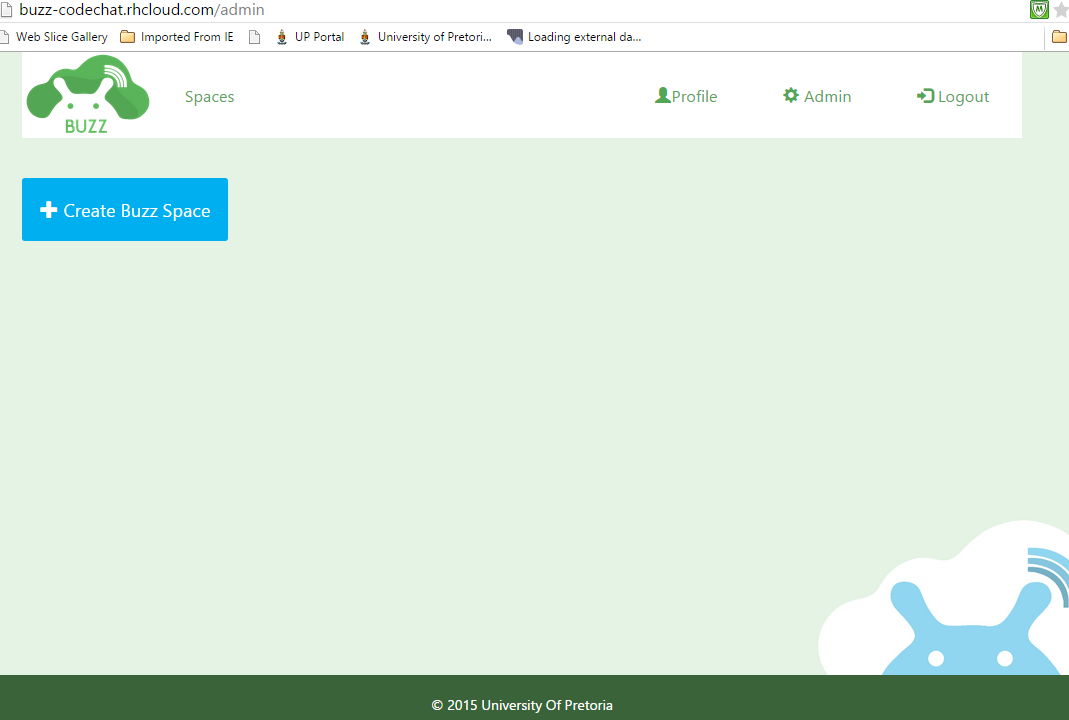 buzz-codechat.rhcloud.com/admin
Web Slice Gallery Imported From IE UP Portal University of Pretori... Loading external da...
BUZZ Spaces Profile Admin Logout
Create Buzz Space
© 2015 University Of Pretoria